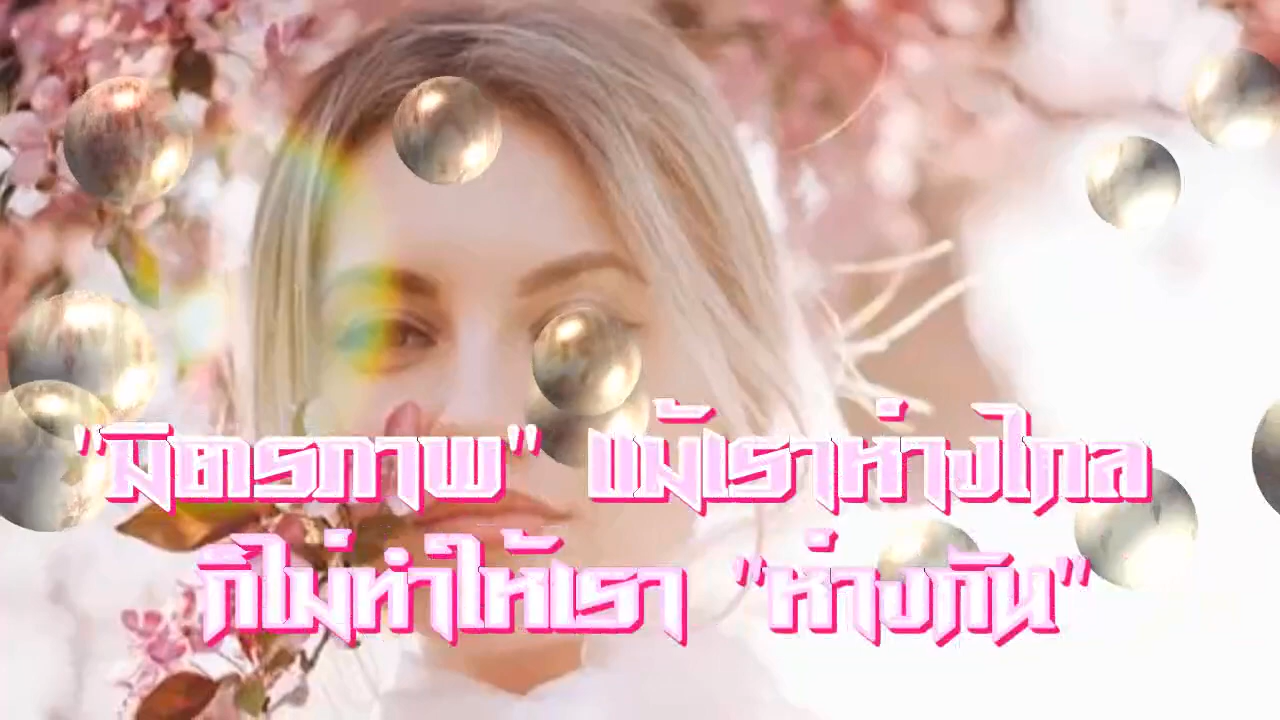 "มิตรภาพ" แม้เราห่างไกล
ก็ไม่ทำให้เรา "ห่างกัน"